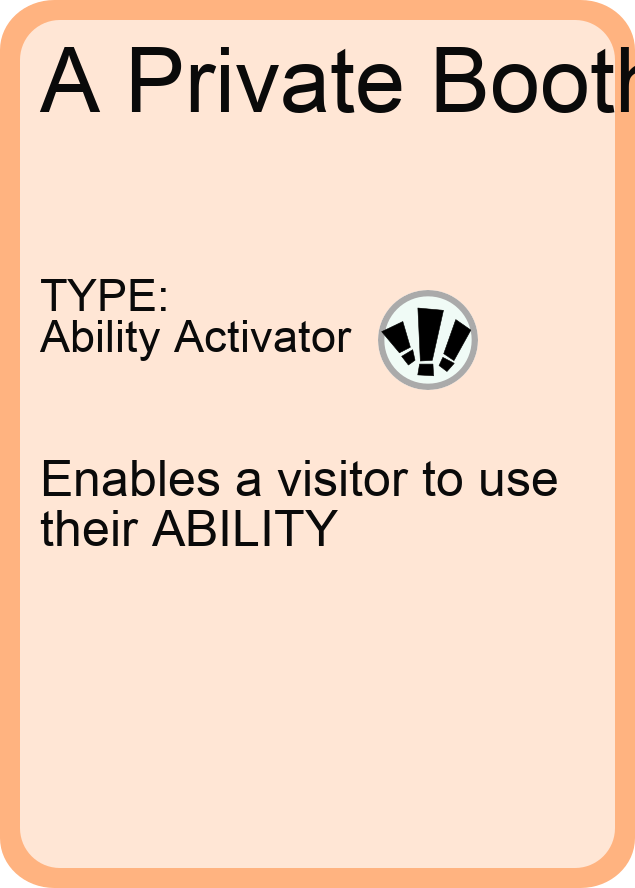 A Private Booth
TYPE:
Ability Activator
!!!
Enables a visitor to use
their ABILITY